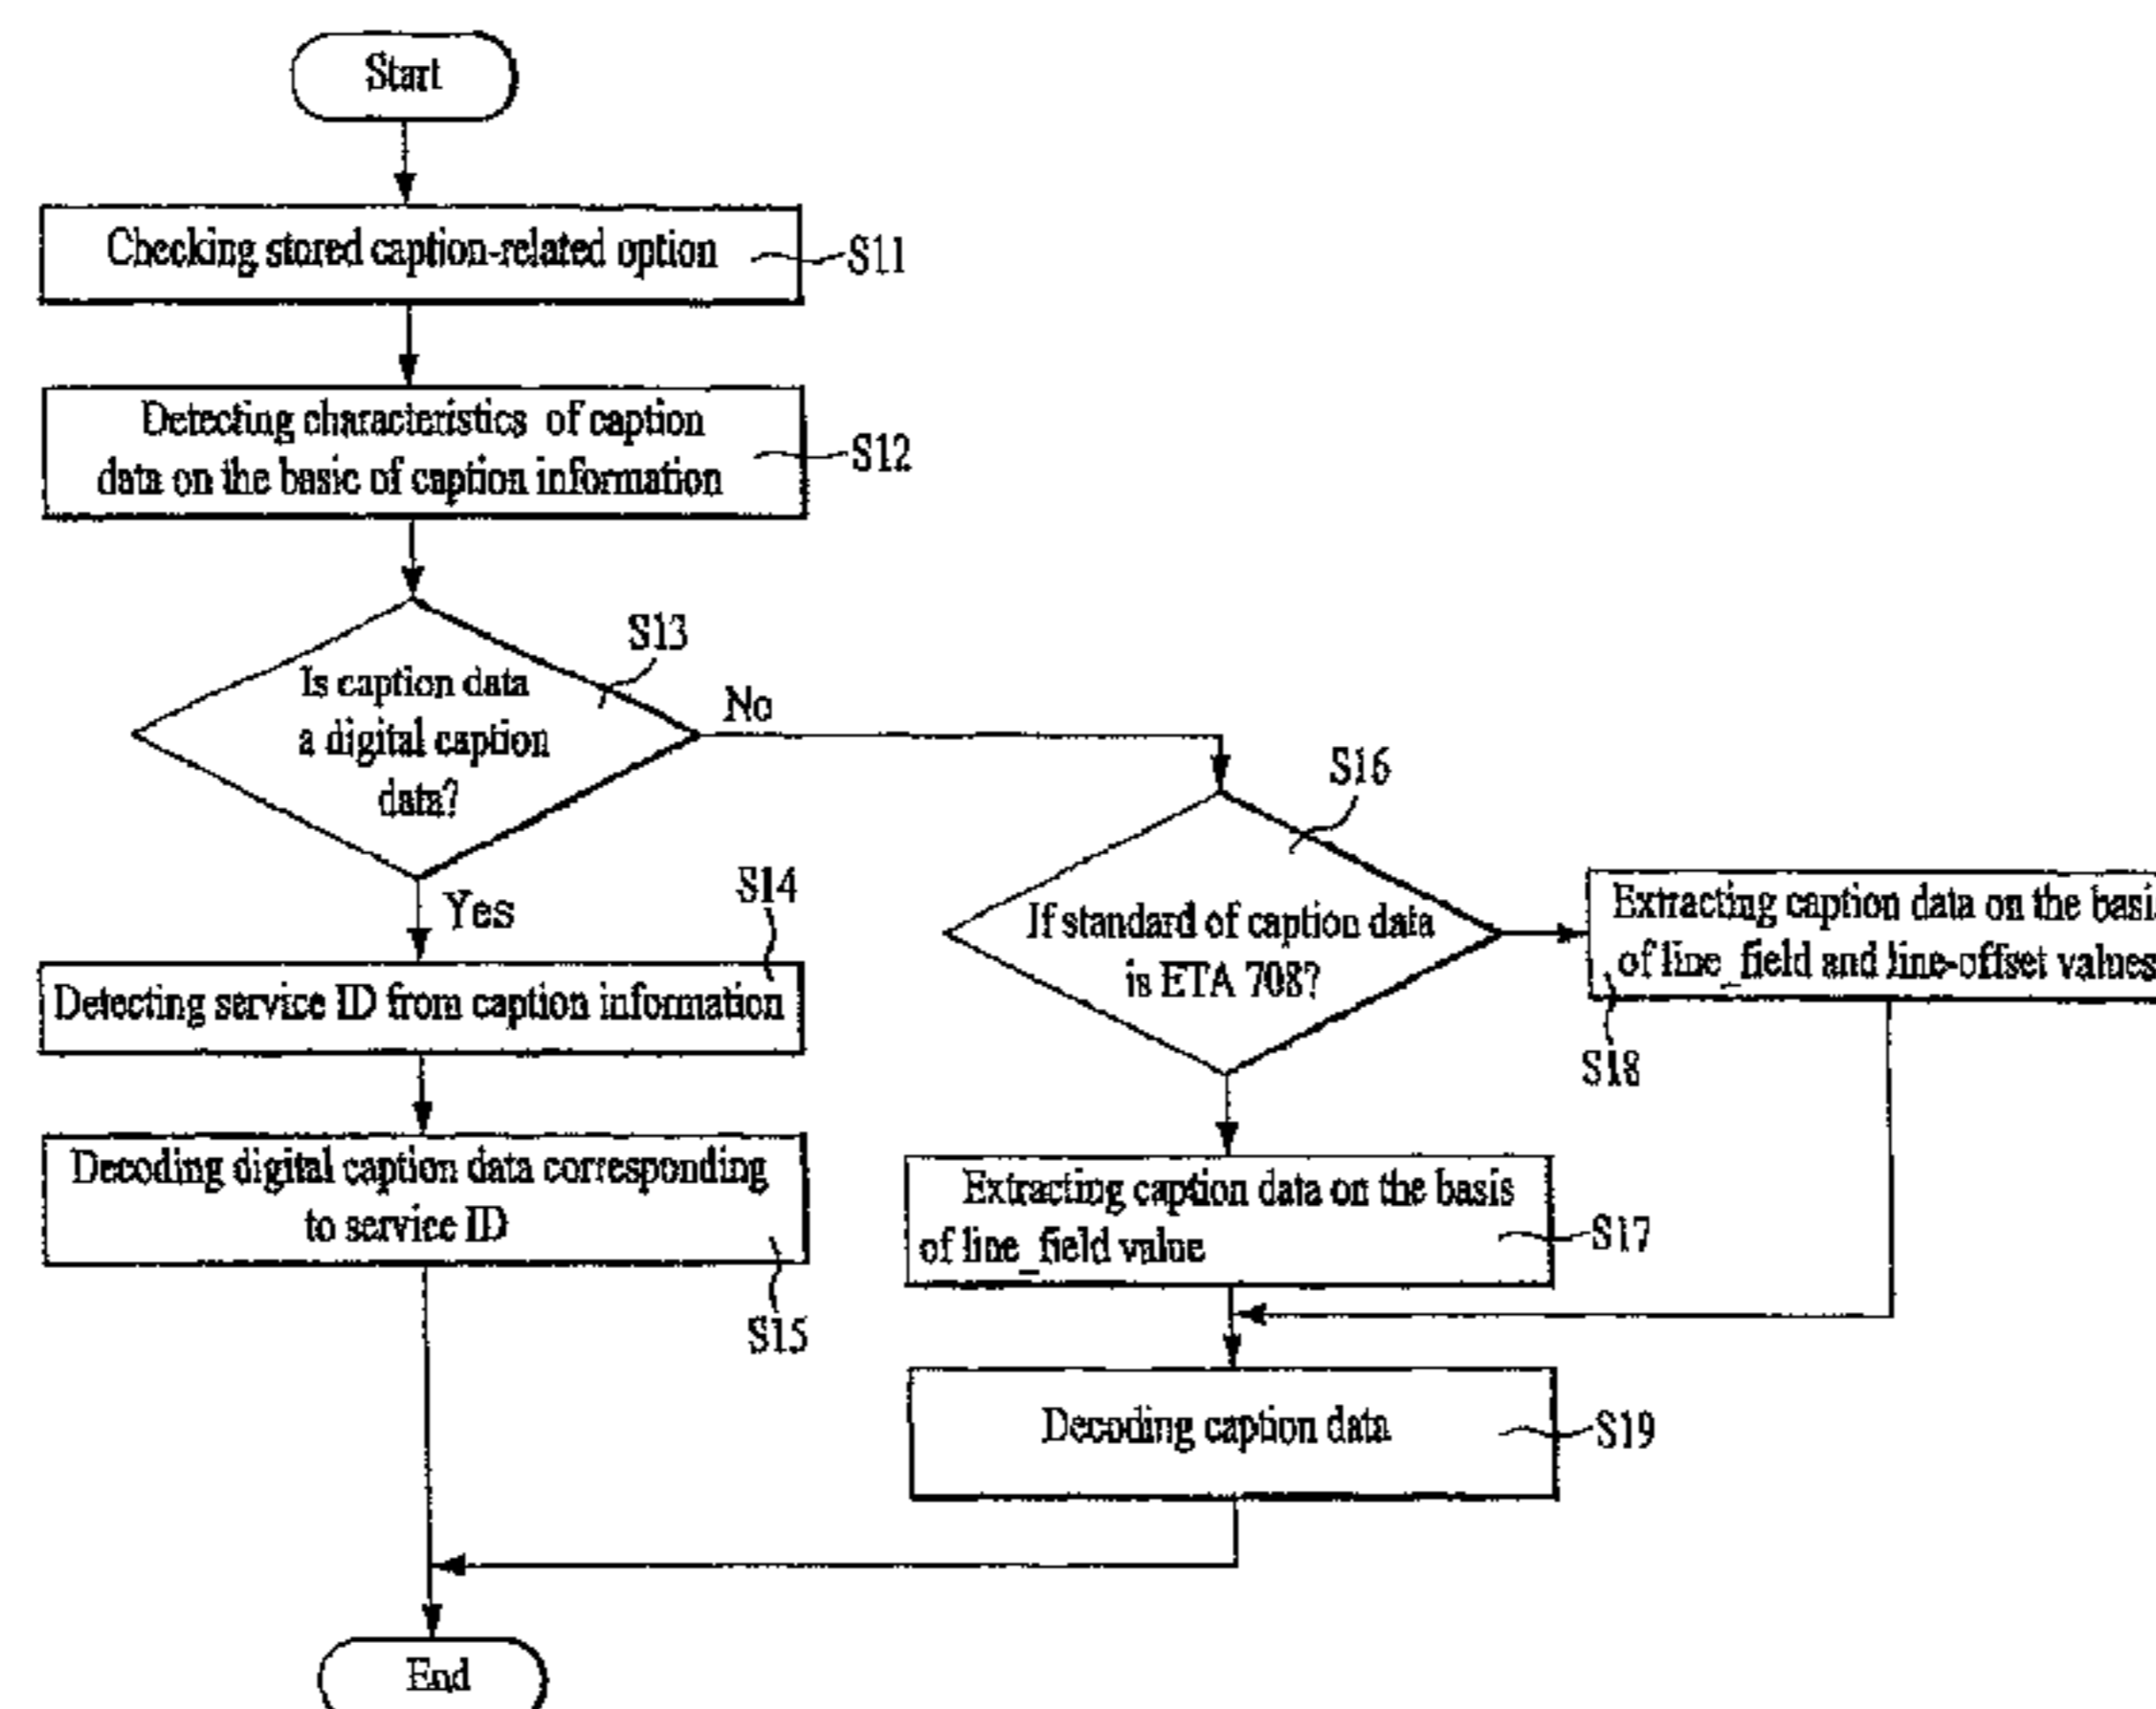 Start
Checking stored caption-related option
S11
Detecting characteristics of caption
data on the basic of caption information
S12
S13
Is caption data
a digital caption
data?
No
Yes
S14
Detecting service ID from caption information
Decoding digital caption data corresponding
to service ID
S15
S16
If standard of caption data
is ETA 708?
Extracting caption data on the basi
of line_field and line-offset values
S18
Extracting caption data on the basis
of line_field value
S17
Decoding caption data
S19
End